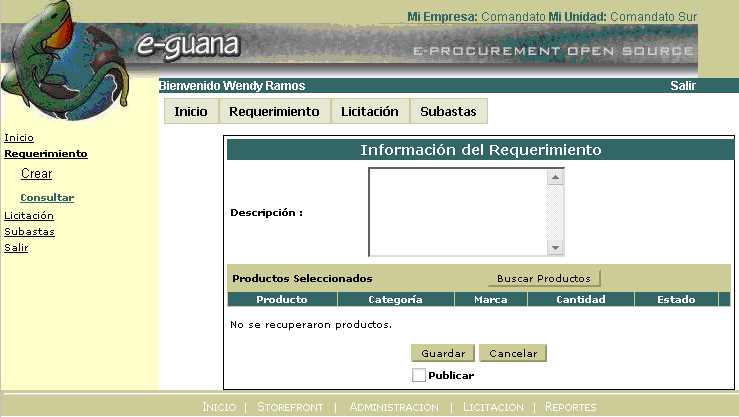 Mi Empresa: Comandato Mi Unidad: Comandato Sur
e-guana
E-PROCUREMENT OPEN SOURCE
Bienvenido Wendy Ramos Salir
Inicio Requerimiento Licitación Subastas
Inicio
Requerimiento
Crear
Consultar
Licitación
Subastas
Salir
Información del Requerimiento
Descripción :
Productos Seleccionados Buscar Productos
Producto Categoría Marca Cantidad Estado
No se recuperaron productos.
Guardar Cancelar
Publicar
INICIO | STOREFRONT | ADMINISTRACION | LICITACION | REPORTES